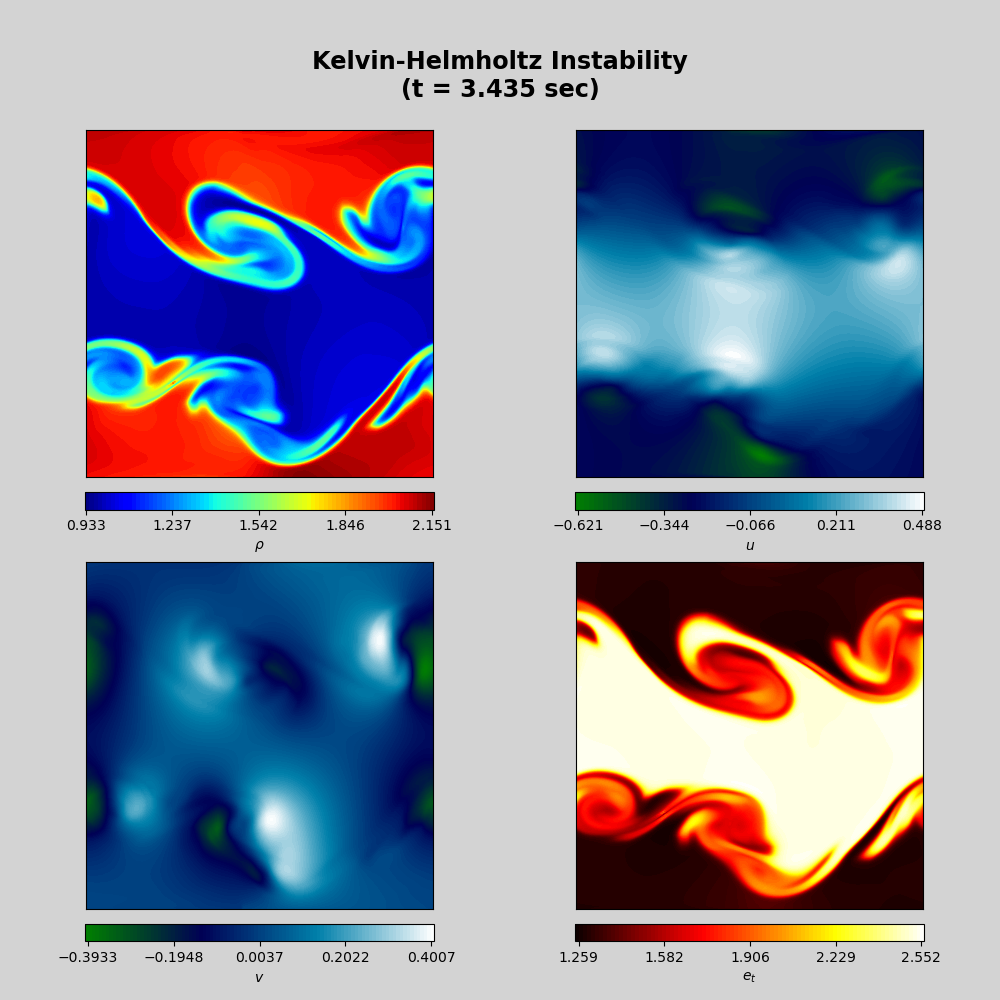 Kelvin-Helmholtz Instability
(t = 3.435 sec)
0.933 1.237 1.542 1.846 2.151
ρ
−0.621 −0.344 −0.066 0.211 0.488
u
−0.3933 −0.1948 0.0037 0.2022 0.4007
v
1.259 1.582 1.906 2.229 2.552
e_t